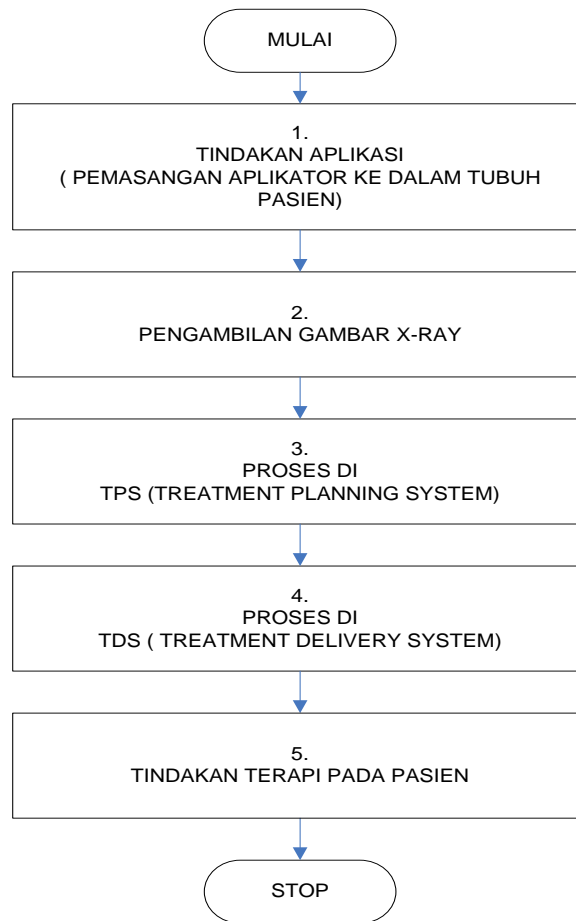 MULAI
1.
TINDAKAN APLIKASI
( PEMASANGAN APLIKATOR KE DALAM TUBUH
PASIEN)
2.
PENGAMBILAN GAMBAR X-RAY
3.
PROSES DI
TPS (TREATMENT PLANNING SYSTEM)
4.
PROSES DI
TDS ( TREATMENT DELIVERY SYSTEM)
5.
TINDAKAN TERAPI PADA PASIEN
STOP